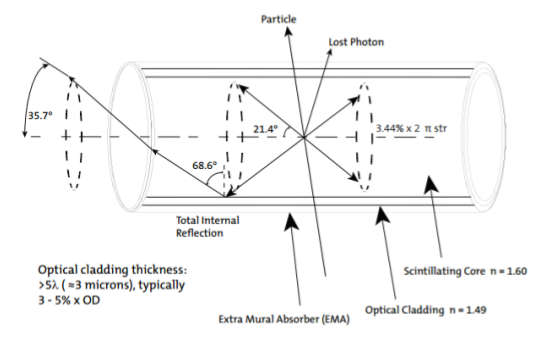 Particle
Lost Photon
35.7°
21.4°
3.44% x 2 π str
68.6°
Total Internal
Reflection
Optical cladding thickness:
>5λ ( ≈3 microns), typically
3 - 5% x OD
Scintillating Core n = 1.60
Extra Mural Absorber (EMA)
Optical Cladding n = 1.49